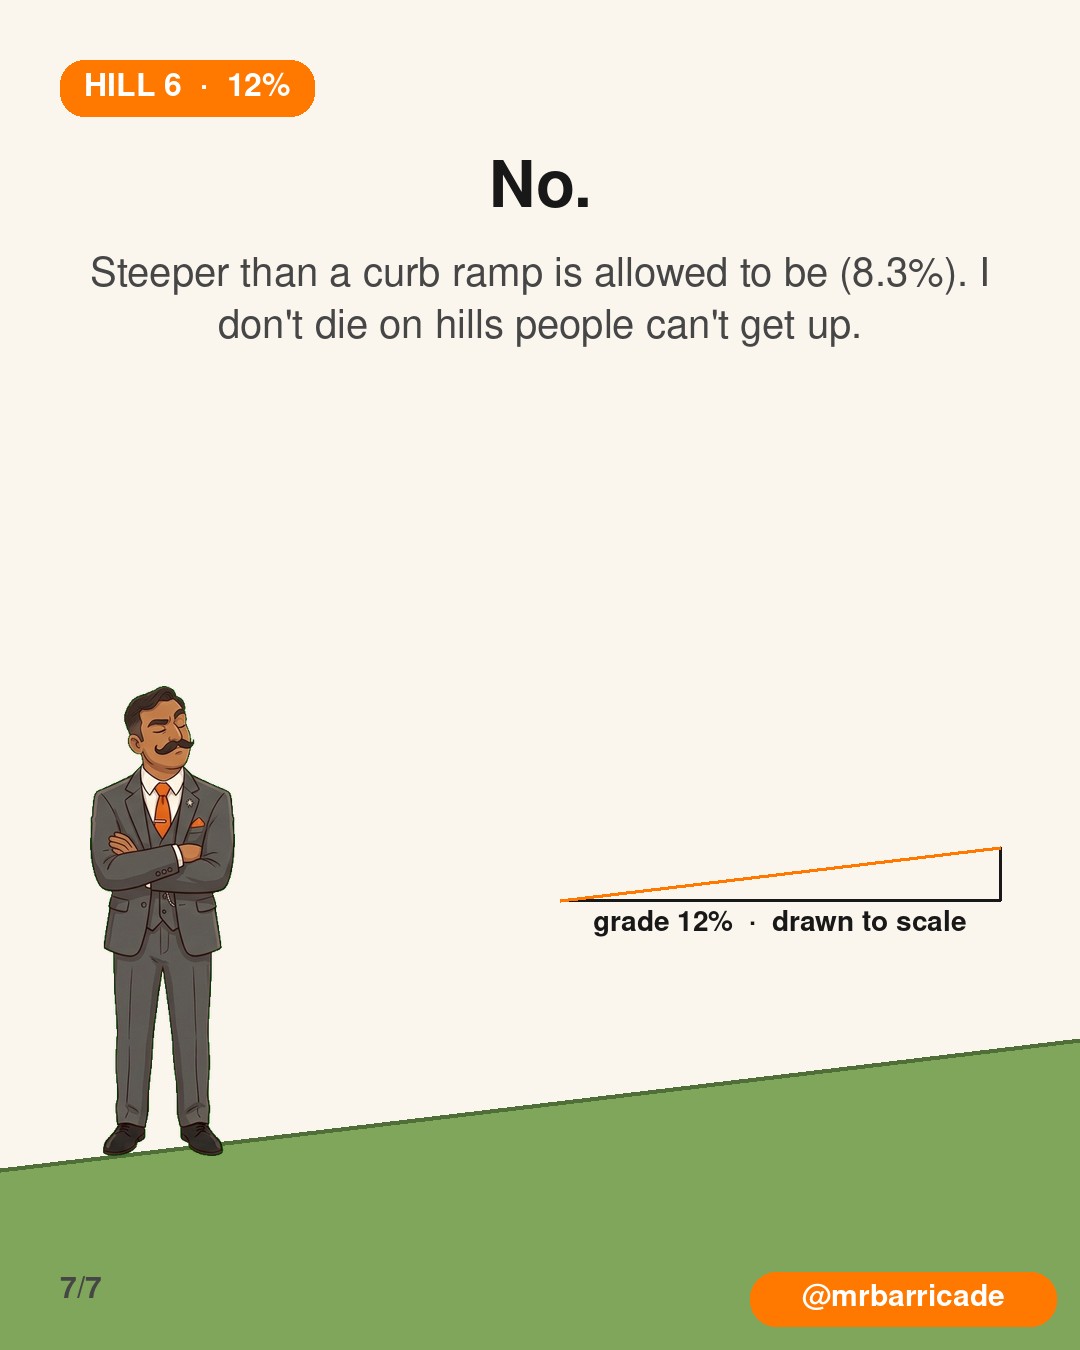 HILL 6 · 12%
No.
Steeper than a curb ramp is allowed to be (8.3%). I
don't die on hills people can't get up.
grade 12% · drawn to scale
7/7
@mrbarricade